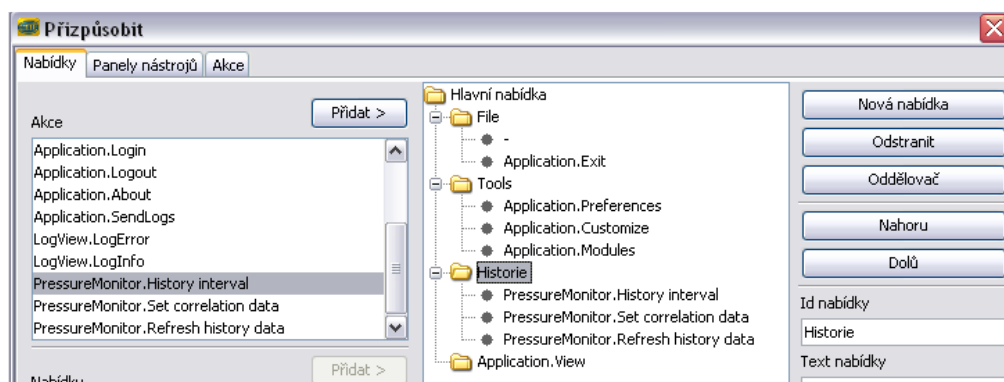 Přizpůsobit
Nabídky Panely nástrojů Akce
Akce
Přidat >
Application.Login
Application.Logout
Application.About
Application.SendLogs
LogView.LogError
LogView.LogInfo
PressureMonitor.History interval
PressureMonitor.Set correlation data
PressureMonitor.Refresh history data
Nabídky
Přidat >
Hlavní nabídka
File
-
Application.Exit
Tools
Application.Preferences
Application.Customize
Application.Modules
Historie
PressureMonitor.History interval
PressureMonitor.Set correlation data
PressureMonitor.Refresh history data
Application.View
Nová nabídka
Odstranit
Oddělovač
Nahoru
Dolů
Id nabídky
Historie
Text nabídky